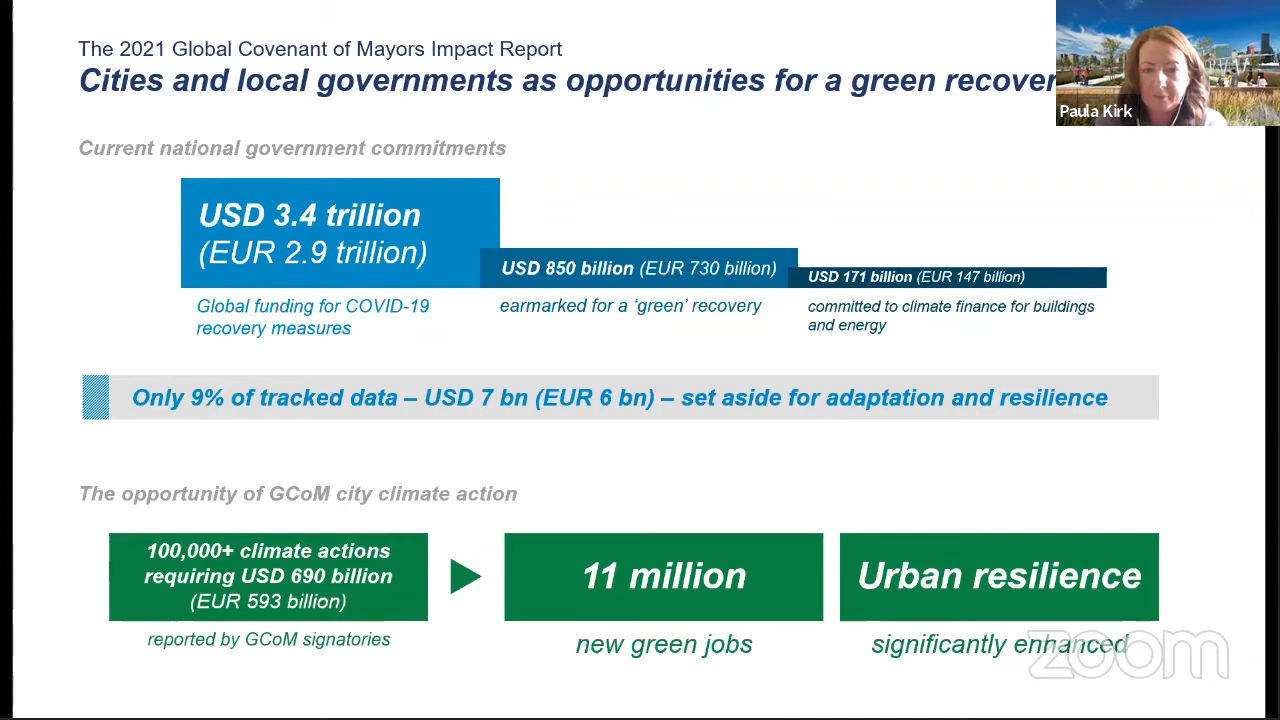 The 2021 Global Covenant of Mayors Impact Report
Cities and local governments as opportunities for a green
Paula Kirk
Current national government commitments
USD 3.4 trillion
(EUR 2.9 trillion)
USD 850 billion (EUR 730 billion)
USD 171 billion (EUR 147 billion)
Global funding for COVID-19
recovery measures
earmarked for a ‘green’ recovery
committed to climate finance for buildings
and energy
Only 9% of tracked data – USD 7 bn (EUR 6 bn) – set aside for adaptation and resilience
The opportunity of GCoM city climate action
100,000+ climate actions
requiring USD 690 billion
(EUR 593 billion)
11 million
Urban resilience
reported by GCoM signatories
new green jobs
significantly enhanced
zoom